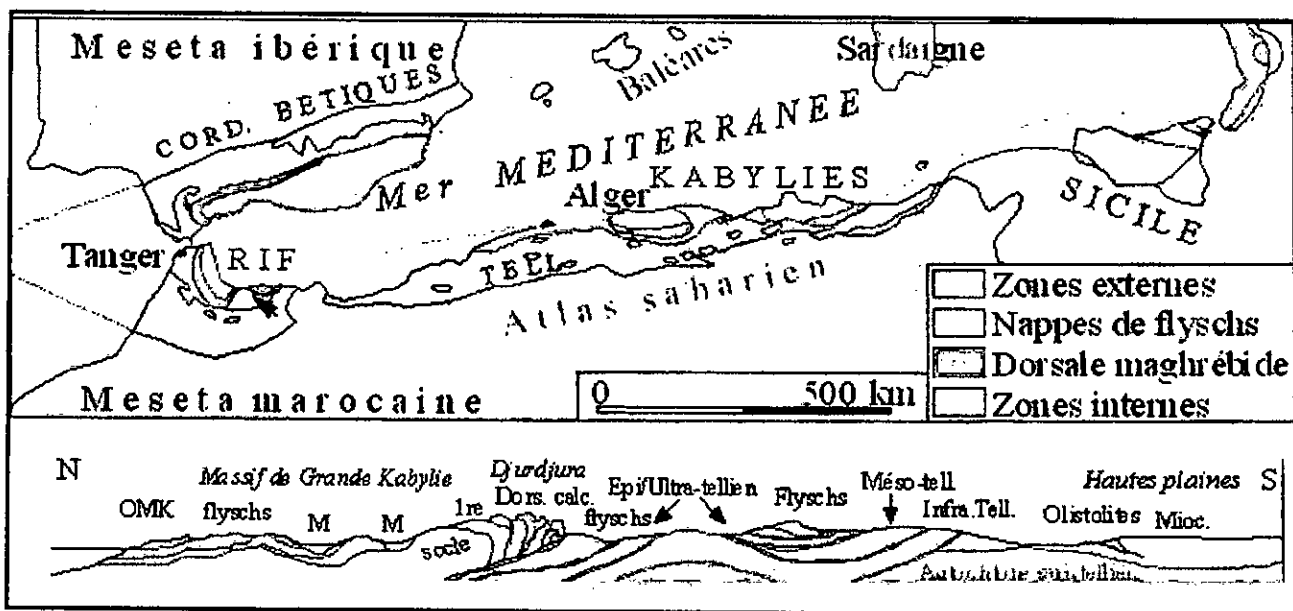 Meseta ibérique
Baléares
Sardaigne
CORD. BETIQUES
Mer MEDITERRANEE
Alger
KABYLIES
SICILE
Tanger
RIF
TELL
Atlas saharien
Zones externes
Nappes de flyschs
Dorsale maghrébide
Zones internes
0 500 km
Meseta marocaine
N
Massif de Grande Kabylie
Djurdjura
Dors. calc.
Epi/Ultra-tellien
Flyschs
Méso-tell.
Hautes plaines
S
OMK
flyschs
M
M
1re
socle
flyschs
Infra.Tell.
Olistolites
Mioc.